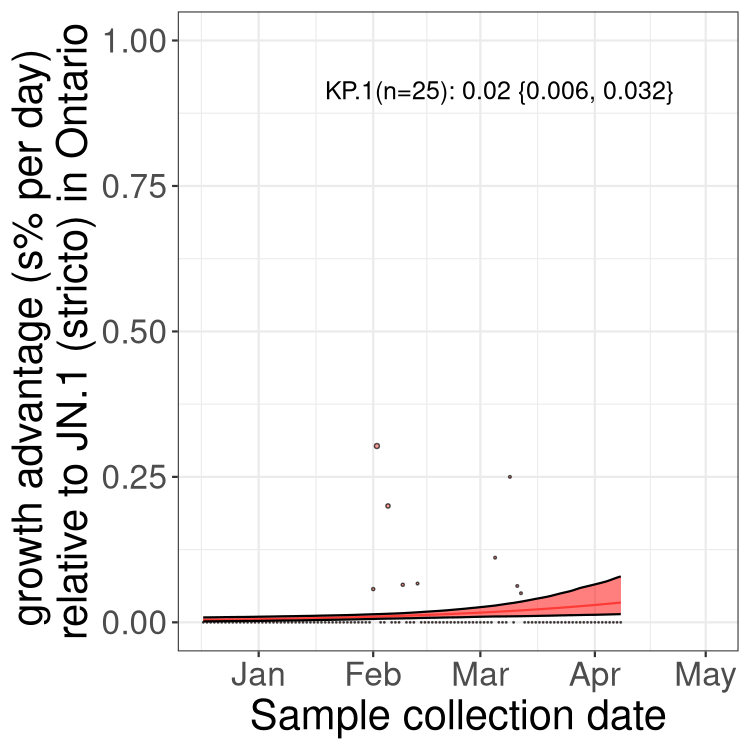 growth advantage (s% per day)
relative to JN.1 (stricto) in Ontario
1.00
0.75
0.50
0.25
0.00
KP.1(n=25): 0.02 {0.006, 0.032}
Jan Feb Mar Apr May
Sample collection date